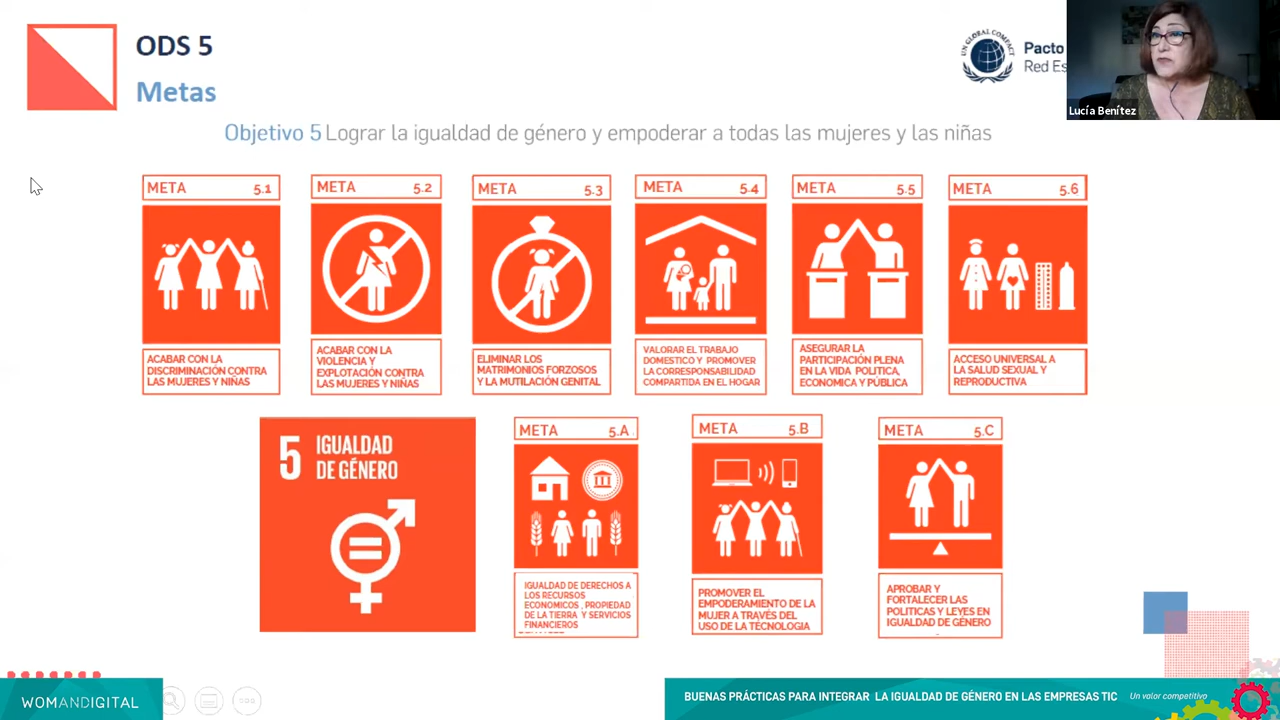 ODS 5
Metas
UN GLOBAL COMPACT
Pacto
Red Es
Lucía Benítez
Objetivo 5 Lograr la igualdad de género y empoderar a todas las mujeres y las niñas
META 5.1
META 5.2
META 5.3
META 5.4
META 5.5
META 5.6
ACABAR CON LA
DISCRIMINACIÓN CONTRA
LAS MUJERES Y NIÑAS
ACABAR CON LA
VIOLENCIA Y
EXPLOTACIÓN CONTRA
LAS MUJERES Y NIÑAS
ELIMINAR LOS
MATRIMONIOS FORZOSOS
Y LA MUTILACIÓN GENITAL
VALORAR EL TRABAJO
DOMESTICO Y PROMOVER
LA CORRESPONSABILIDAD
COMPARTIDA EN EL HOGAR
ASEGURAR LA
PARTICIPACIÓN PLENA
EN LA VIDA POLITICA,
ECONOMICA Y PÚBLICA
ACCESO UNIVERSAL A
LA SALUD SEXUAL Y
REPRODUCTIVA
5 IGUALDAD
DE GÉNERO
META 5.A
META 5.B
META 5.C
IGUALDAD DE DERECHOS A
LOS RECURSOS
ECONOMICOS , PROPIEDAD
DE LA TIERRA Y SERVICIOS
FINANCIEROS
PROMOVER EL
EMPODERAMIENTO DE LA
MUJER A TRAVÉS DEL
USO DE LA TÉCNOLOGIA
APROBAR Y
FORTALECER LAS
POLITICAS Y LEYES EN
IGUALDAD DE GÉNERO
WOMANDIGITAL
BUENAS PRÁCTICAS PARA INTEGRAR LA IGUALDAD DE GÉNERO EN LAS EMPRESAS TIC Un valor competitivo